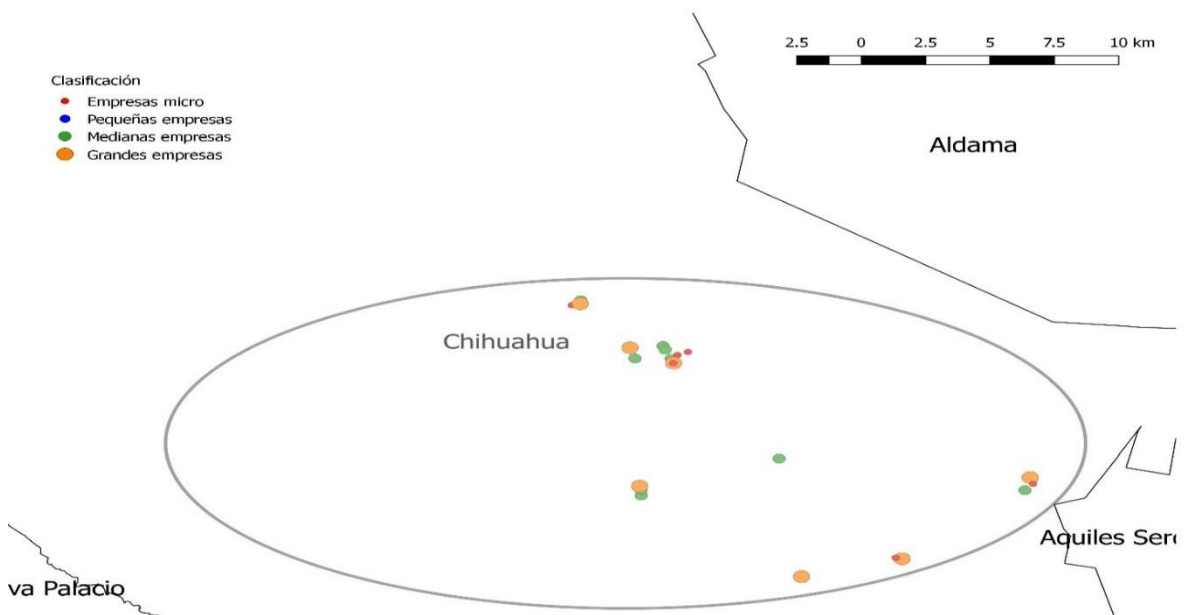 2.5 0 2.5 5 7.5 10 km
Clasificación
Empresas micro
Pequeñas empresas
Medianas empresas
Grandes empresas
Aldama
Chihuahua
Aquiles Ser
va Palacio